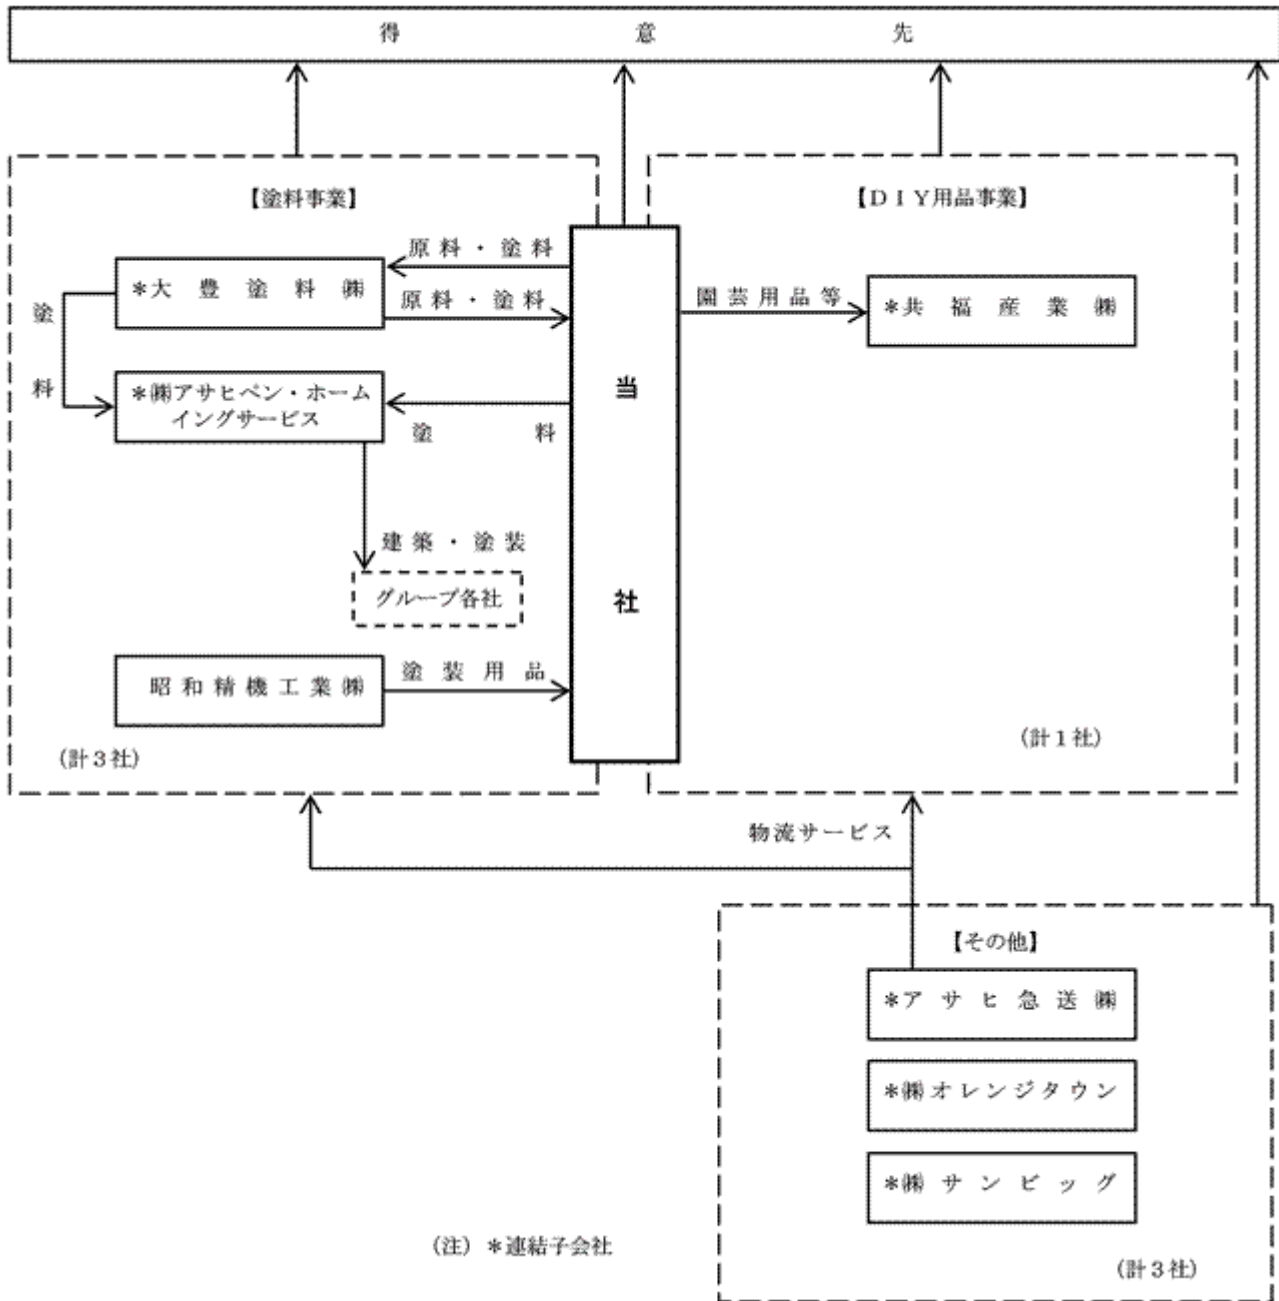 得意先
【塗料事業】
【ＤＩＹ用品事業】
原料・塗料
＊大豊塗料㈱
原料・塗料
園芸用品等
＊共福産業㈱
塗料
＊㈱アサヒペン・ホーム
イングサービス
塗料
当社
建築・塗装
グループ各社
塗装用品
昭和精機工業㈱
(計３社)
(計１社)
物流サービス
【その他】
＊アサヒ急送㈱
＊㈱オレンジタウン
＊㈱サンビッグ
(注) ＊連結子会社
(計３社)